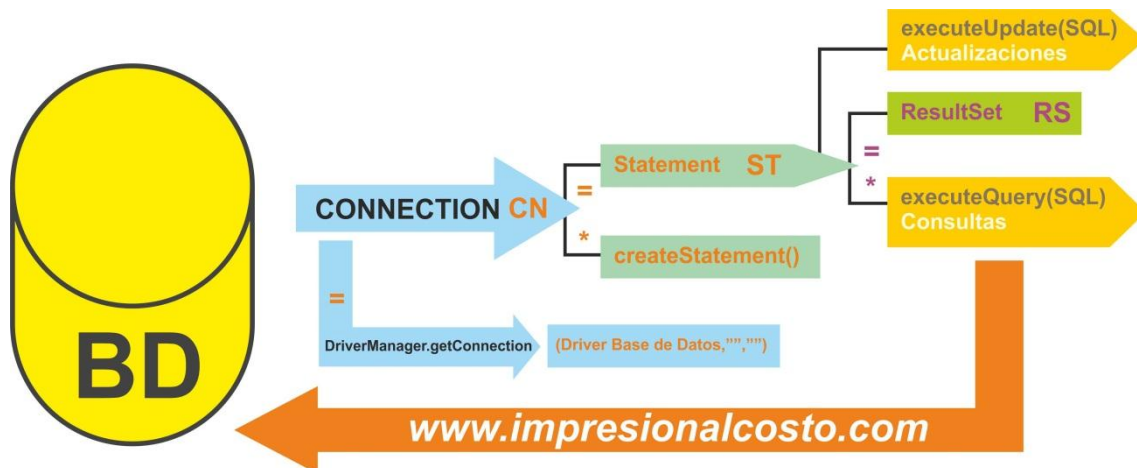 executeUpdate(SQL)
Actualizaciones
ResultSet RS
=
*
executeQuery(SQL)
Consultas
Statement ST
=
*
createStatement()
CONNECTION CN
=
DriverManager.getConnection
(Driver Base de Datos,””,””)
BD
www.impresionalcosto.com